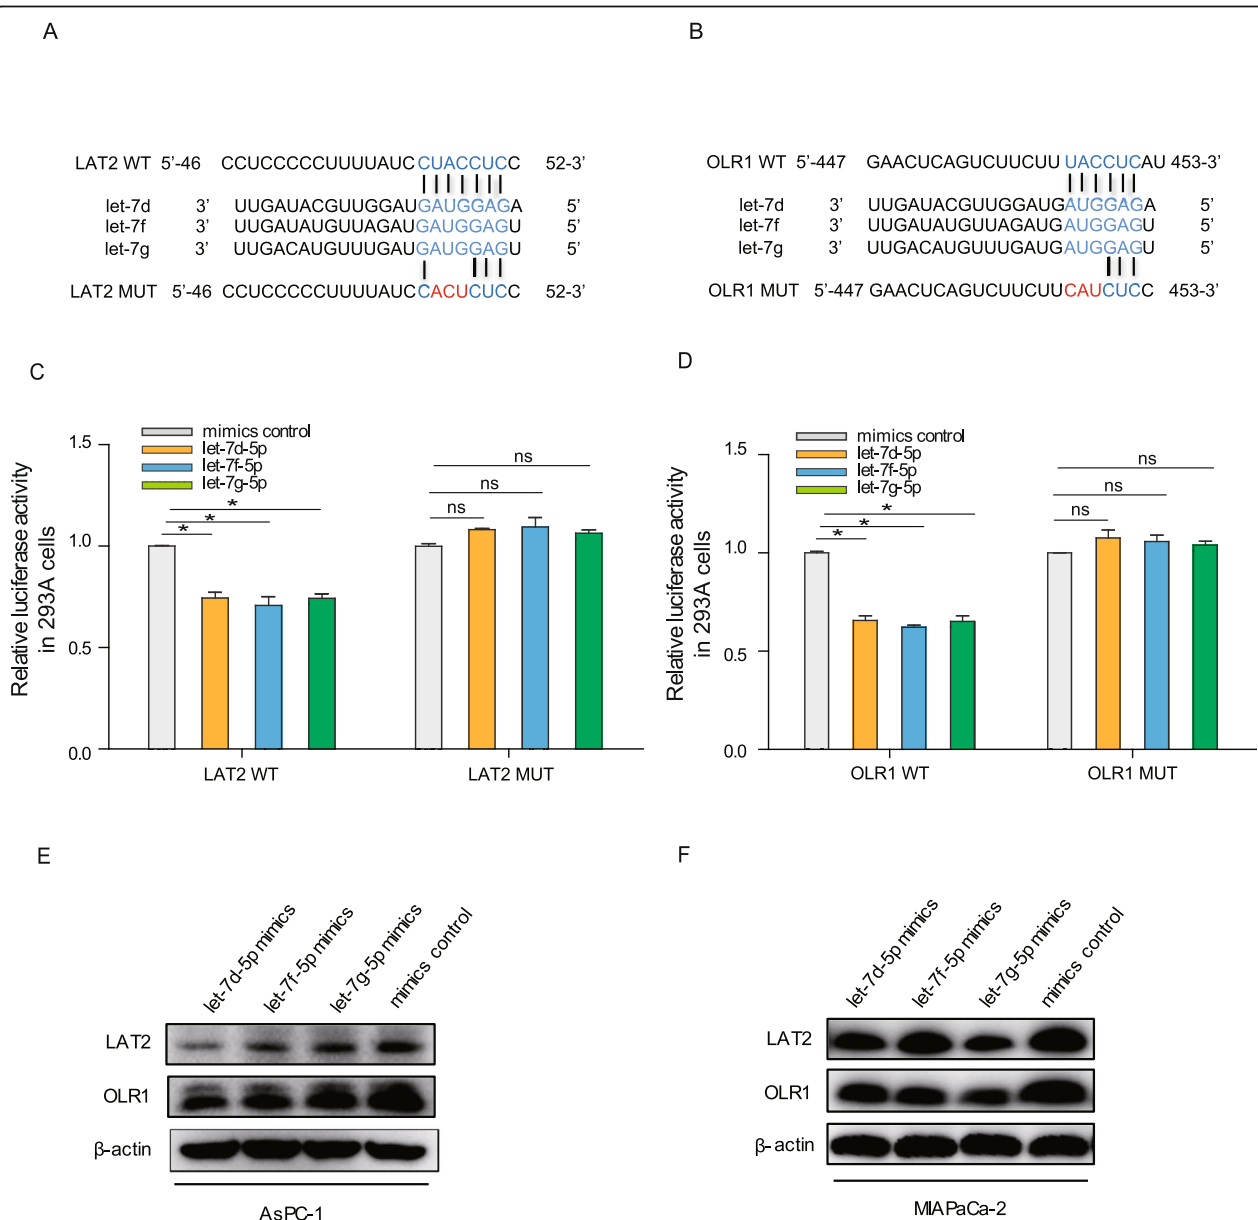 A
LAT2 WT 5'-46 CCUCCCCCUUUUAUCCUACCUCC 52-3'
let-7d 3' UUGAUACGUUGGAUGAUGGAGA 5'
let-7f 3' UUGAUAUGUUAGAUGAUGGAGU 5'
let-7g 3' UUGACAUGUUUGAUGAUGGAGU 5'
LAT2 MUT 5'-46 CCUCCCCCUUUUAUCCACUCUCC 52-3'
B
OLR1 WT 5'-447 GAACUCAGUCUUCUU UACCUCAU 453-3'
let-7d 3' UUGAUACGUUGGAUGAUGGAGA 5'
let-7f 3' UUGAUAUGUUAGAUGAUGGAGU 5'
let-7g 3' UUGACAUGUUUGAUGAUGGAGU 5'
OLR1 MUT 5'-447 GAACUCAGUCUUCUUCAUCUCC 453-3'
C
Relative luciferase activity
in 293A cells
1.5
1.0
0.5
0.0
mimics control
let-7d-5p
let-7f-5p
let-7g-5p
*
*
*
ns
ns
ns
LAT2 WT
LAT2 MUT
D
Relative luciferase activity
in 293A cells
1.5
1.0
0.5
0.0
mimics control
let-7d-5p
let-7f-5p
let-7g-5p
*
*
*
ns
ns
ns
OLR1 WT
OLR1 MUT
E
let-7d-5p mimics
let-7f-5p mimics
let-7g-5p mimics
mimics control
LAT2
OLR1
β-actin
AsPC-1
F
let-7d-5p mimics
let-7f-5p mimics
let-7g-5p mimics
mimics control
LAT2
OLR1
β-actin
MIAPaCa-2